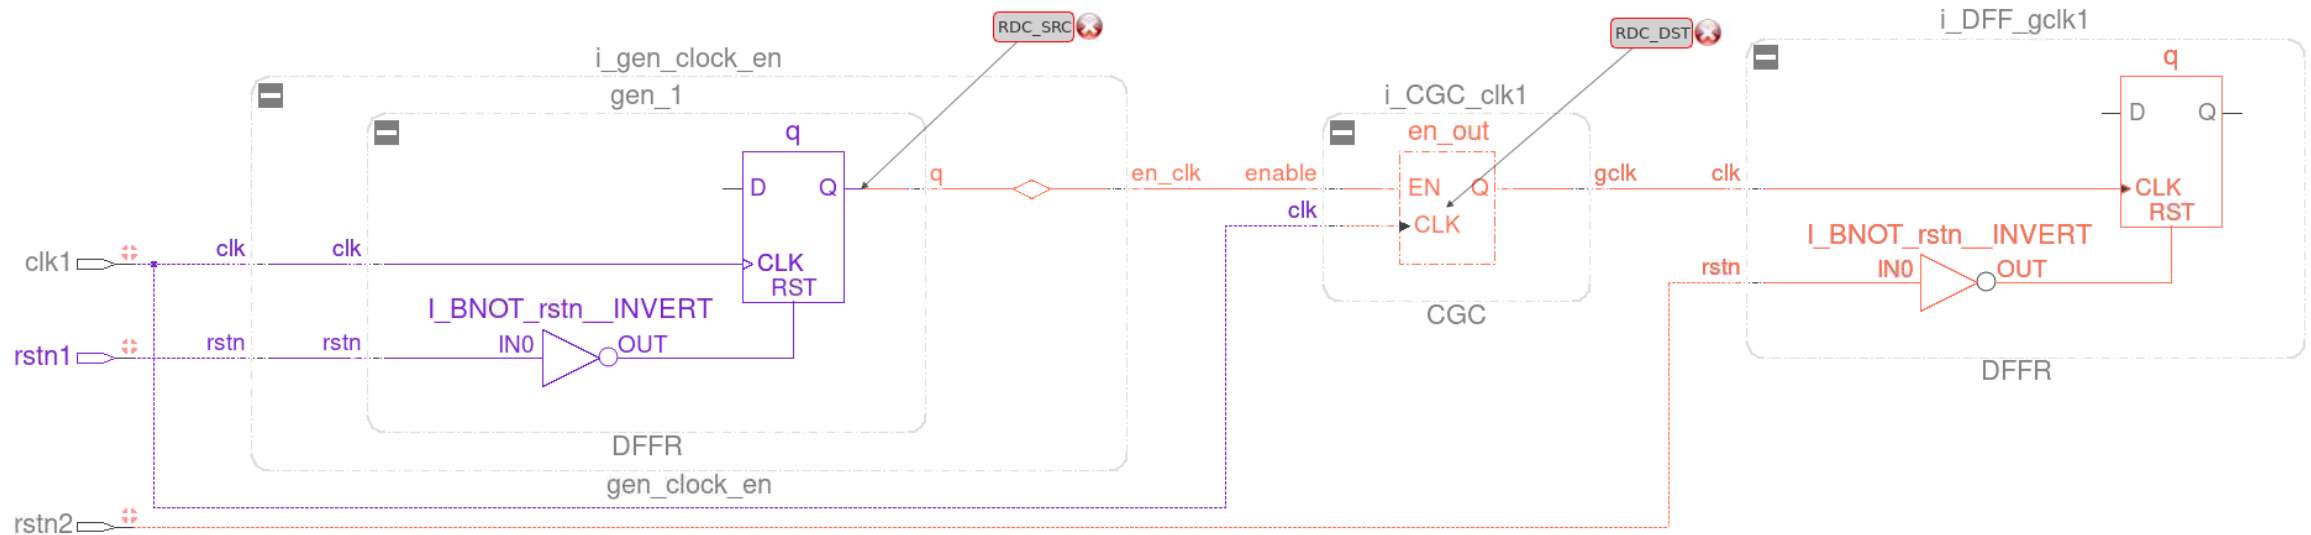 RDC_SRC
RDC_DST
i_DFF_gclk1
i_gen_clock_en
gen_1
i_CGC_clk1
q
q
en_out
D Q
D Q
q
en_clk
enable
EN Q
gclk
clk
CLK
RST
clk
CLK
clk1
clk
clk
CLK
RST
I_BNOT_rstn__INVERT
IN0
OUT
rstn
I_BNOT_rstn__INVERT
IN0
OUT
rstn1
rstn
rstn
CGC
DFFR
DFFR
gen_clock_en
rstn2